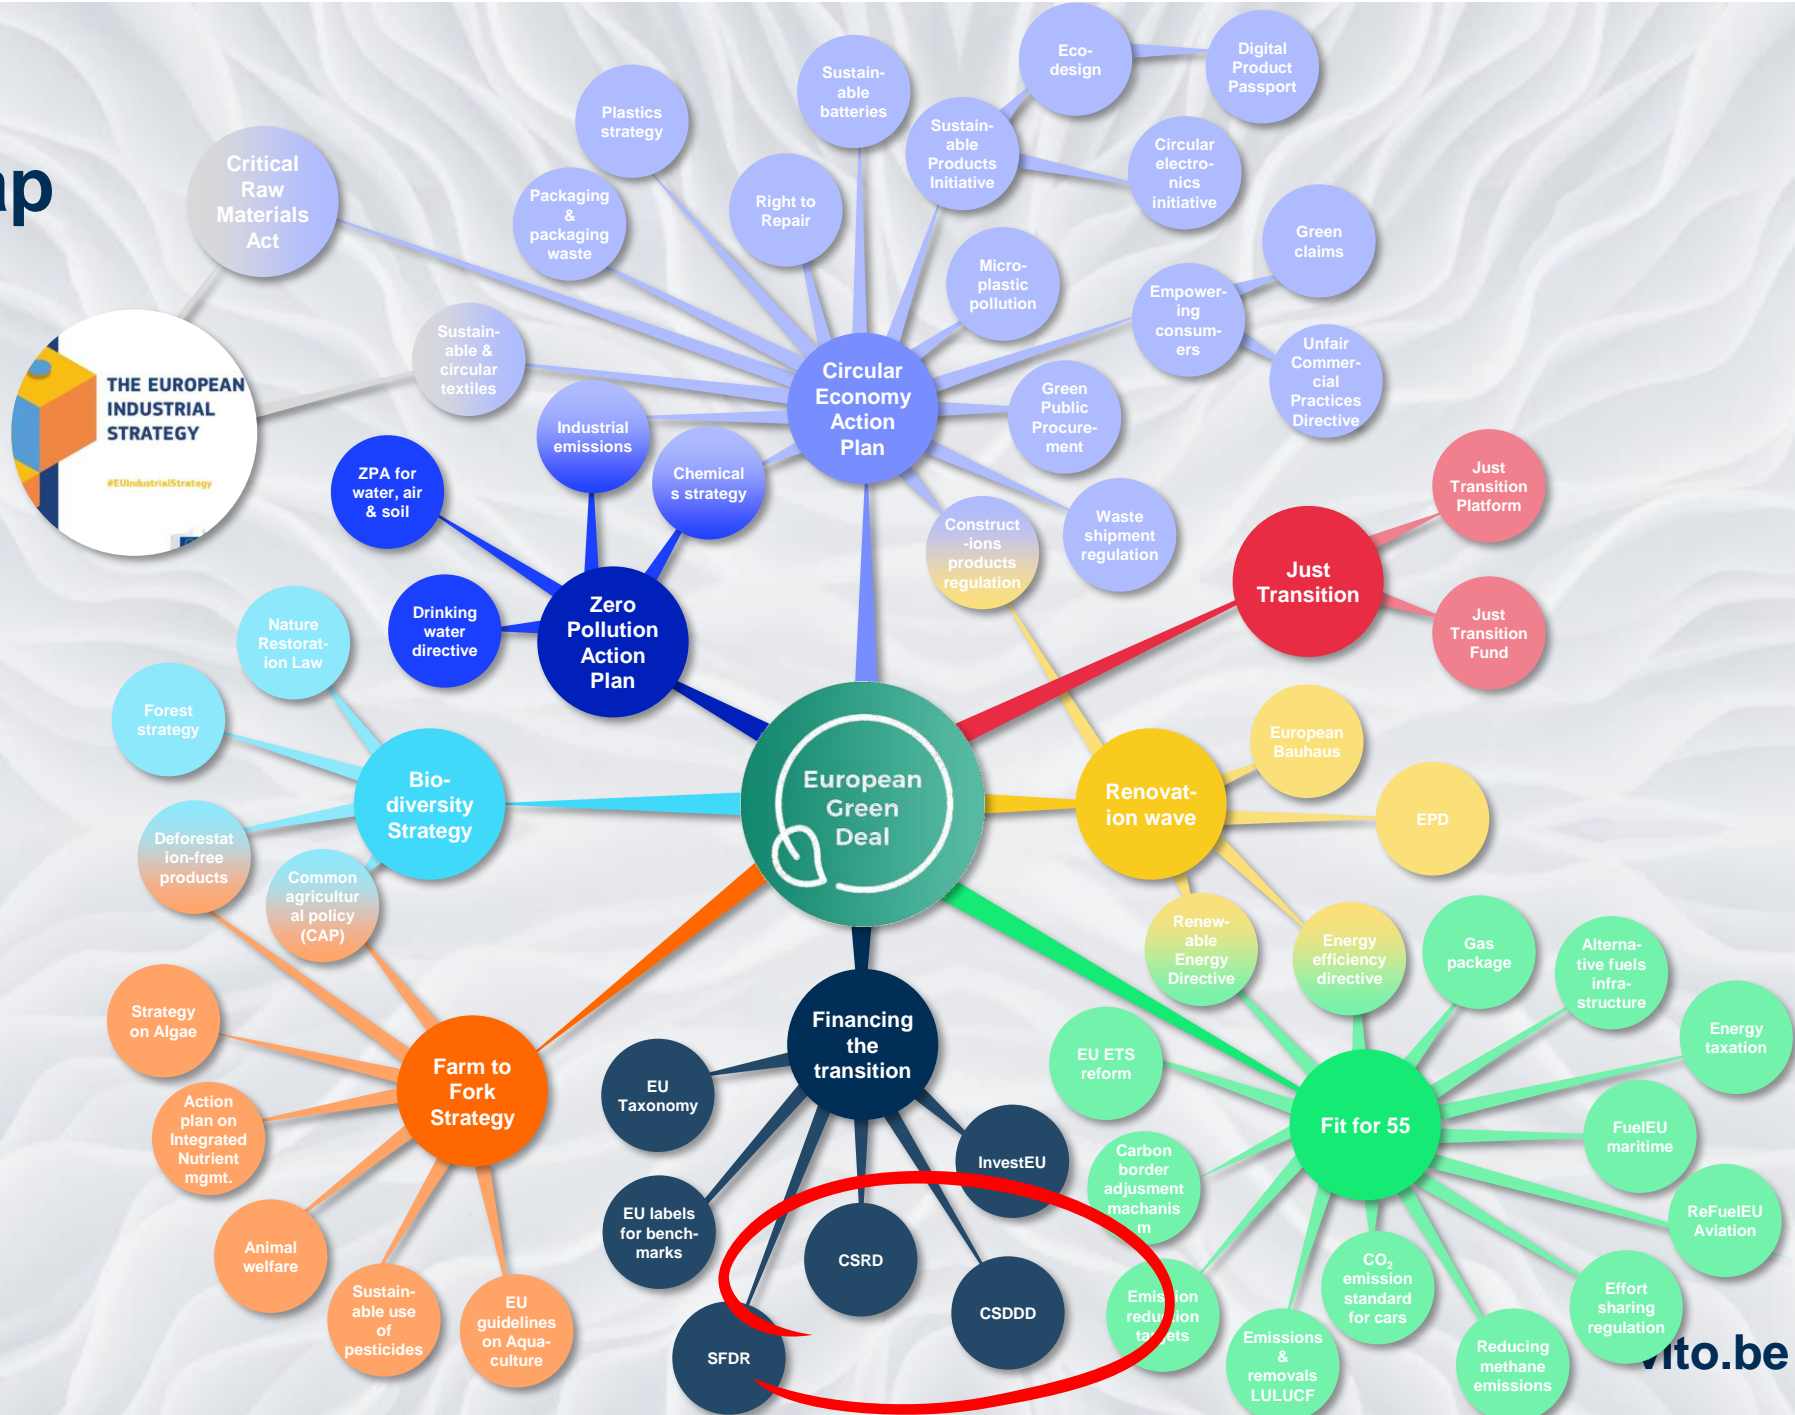 ap
Critical
Raw
Materials
Act
THE EUROPEAN
INDUSTRIAL
STRATEGY
#EUIndustrialStrategy
Sustain-
able &
circular
textiles
Packaging
&
packaging
waste
Plastics
strategy
Right to
Repair
Sustain-
able
batteries
Sustain-
able
Products
Initiative
Eco-
design
Digital
Product
Passport
Circular
electro-
nics
initiative
Micro-
plastic
pollution
Empower-
ing
consum-
ers
Green
claims
Unfair
Commer-
cial
Practices
Directive
Green
Public
Procure-
ment
Waste
shipment
regulation
Construct
-ions
products
regulation
Circular
Economy
Action
Plan
Industrial
emissions
Chemical
s strategy
ZPA for
water, air
& soil
Drinking
water
directive
Zero
Pollution
Action
Plan
Just
Transition
Just
Transition
Platform
Just
Transition
Fund
Nature
Restorat-
ion Law
Forest
strategy
Deforestat
ion-free
products
Common
agricultur
al policy
(CAP)
Bio-
diversity
Strategy
European
Green
Deal
Renovat-
ion wave
European
Bauhaus
EPD
Renew-
able
Energy
Directive
Energy
efficiency
directive
Strategy
on Algae
Action
plan on
Integrated
Nutrient
mgmt.
Animal
welfare
Sustain-
able use
of
pesticides
EU
guidelines
on Aqua-
culture
Farm to
Fork
Strategy
Financing
the
transition
EU
Taxonomy
EU labels
for bench-
marks
SFDR
CSRD
CSDDD
InvestEU
Fit for 55
Gas
package
Alterna-
tive fuels
infra-
structure
Energy
taxation
FuelEU
maritime
ReFuelEU
Aviation
Effort
sharing
regulation
Reducing
methane
emissions
CO₂
emission
standard
for cars
Emissions
&
removals
LULUCF
Emission
reduction
targets
Carbon
border
adjusment
machanis
m
EU ETS
reform
vito.be